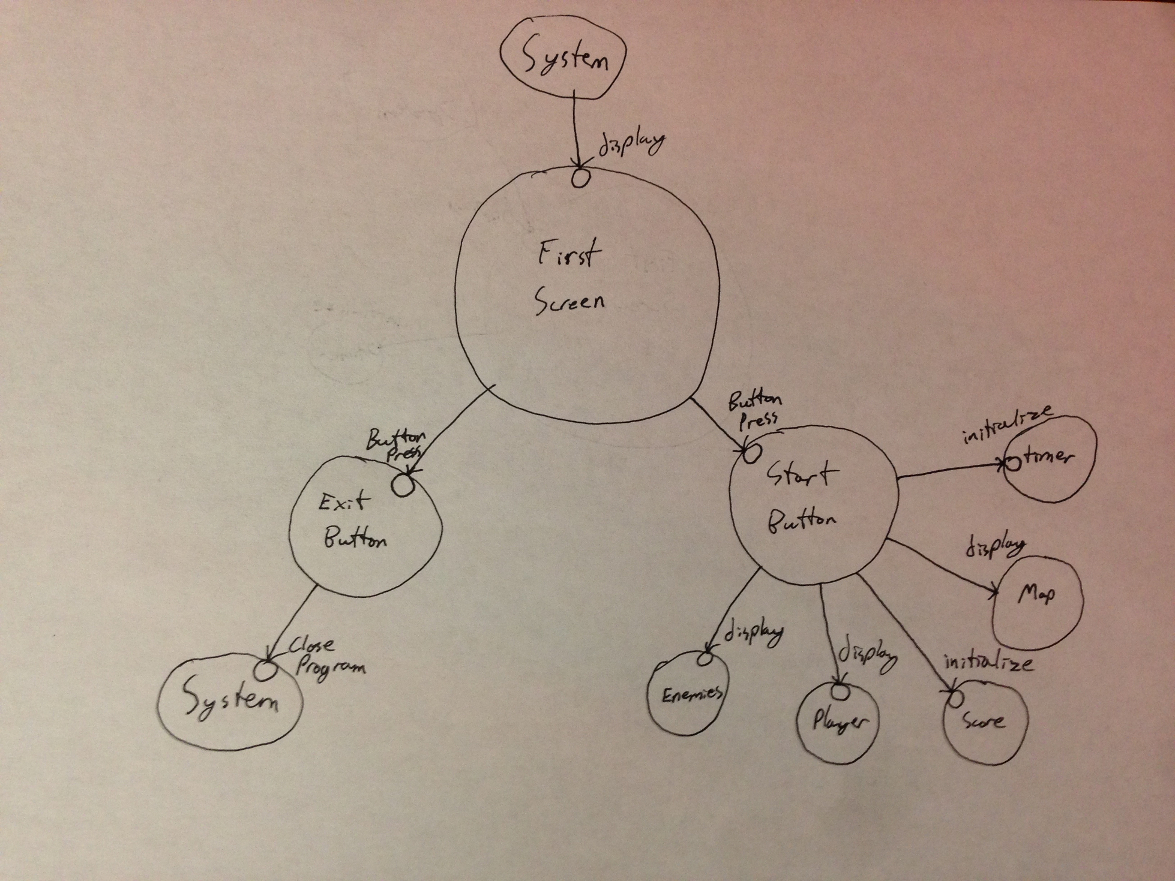 System
display
First
Screen
Button
Press
Button
Press
Exit
Button
Start
Button
initialize
timer
display
Map
Close
Program
System
display
Enemies
display
Player
initialize
Score